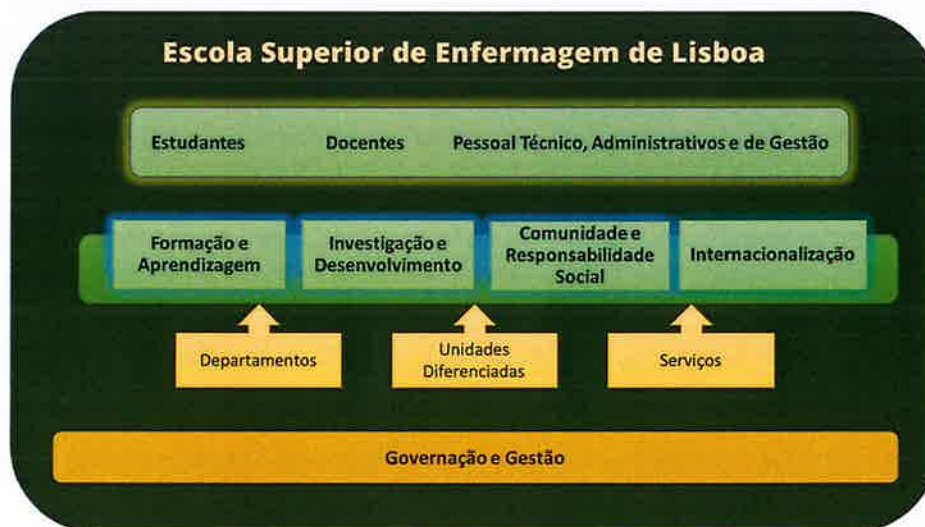 Escola Superior de Enfermagem de Lisboa
Estudantes Docentes Pessoal Técnico, Administrativos e de Gestão
Formação e
Aprendizagem
Investigação e
Desenvolvimento
Comunidade e
Responsabilidade
Social
Internacionalização
Departamentos
Unidades
Diferenciadas
Serviços
Governação e Gestão